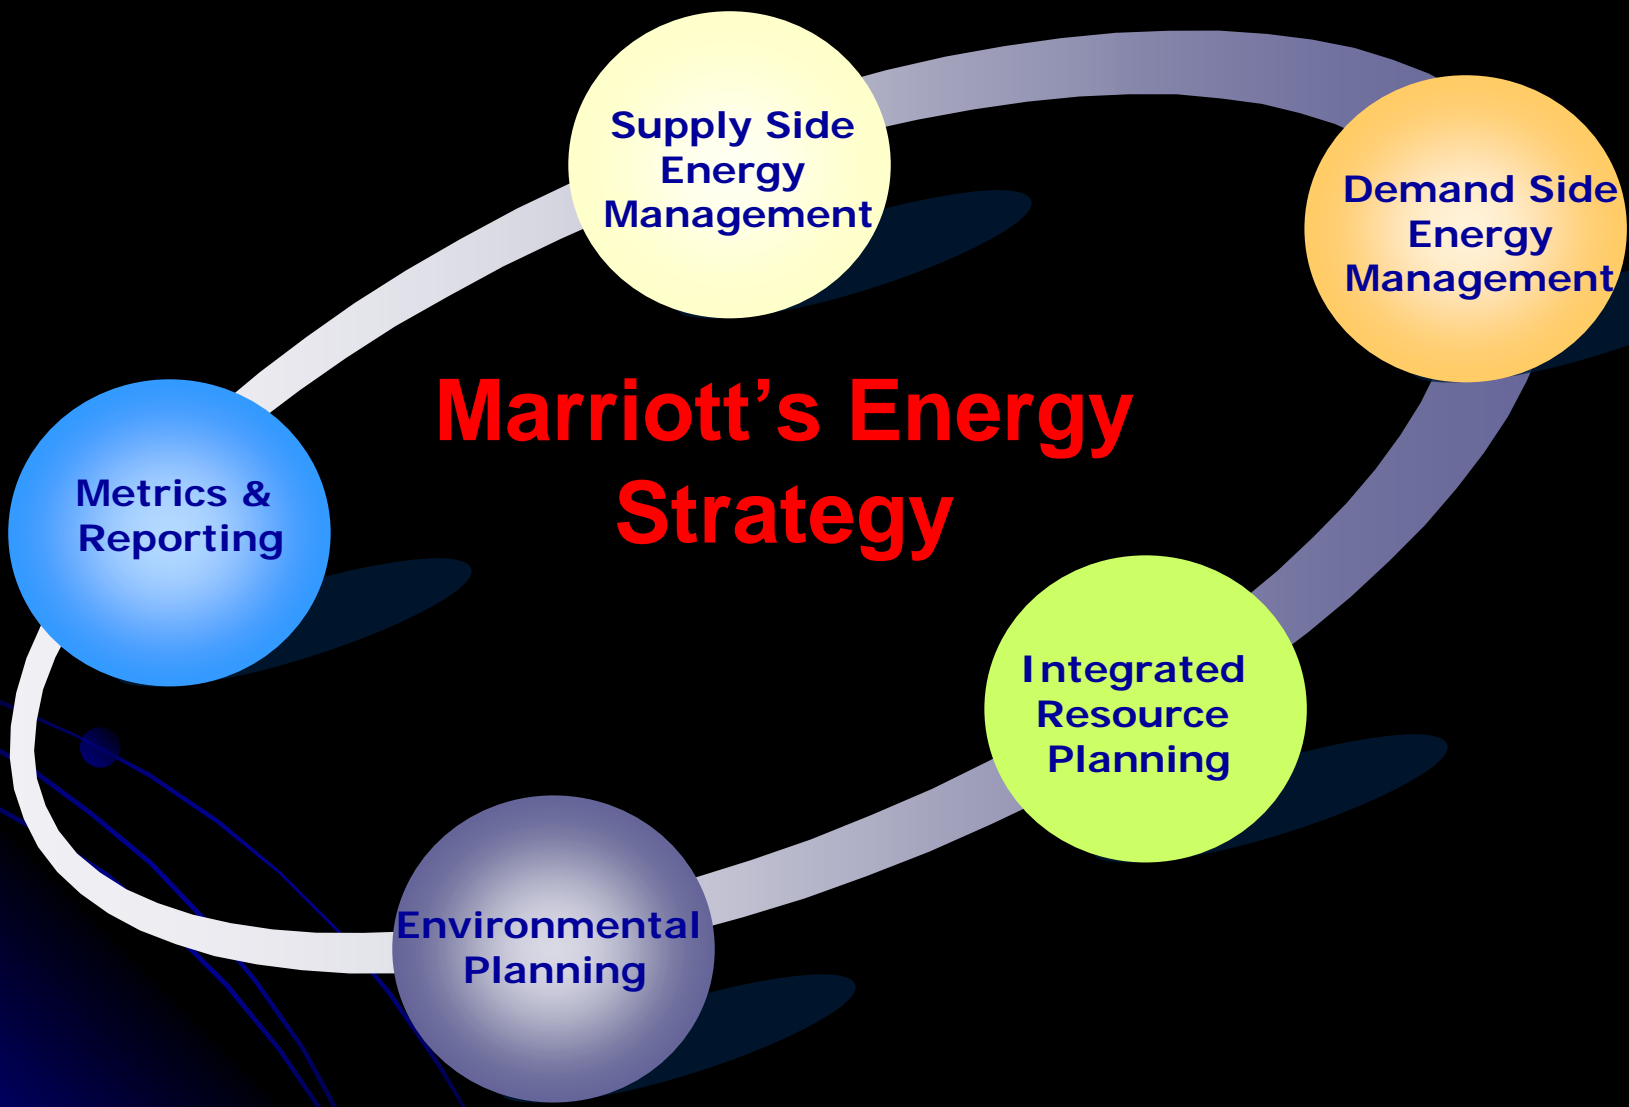 Supply Side
Energy
Management
Demand Side
Energy
Management
Marriott’s Energy
Strategy
Metrics &
Reporting
Integrated
Resource
Planning
Environmental
Planning